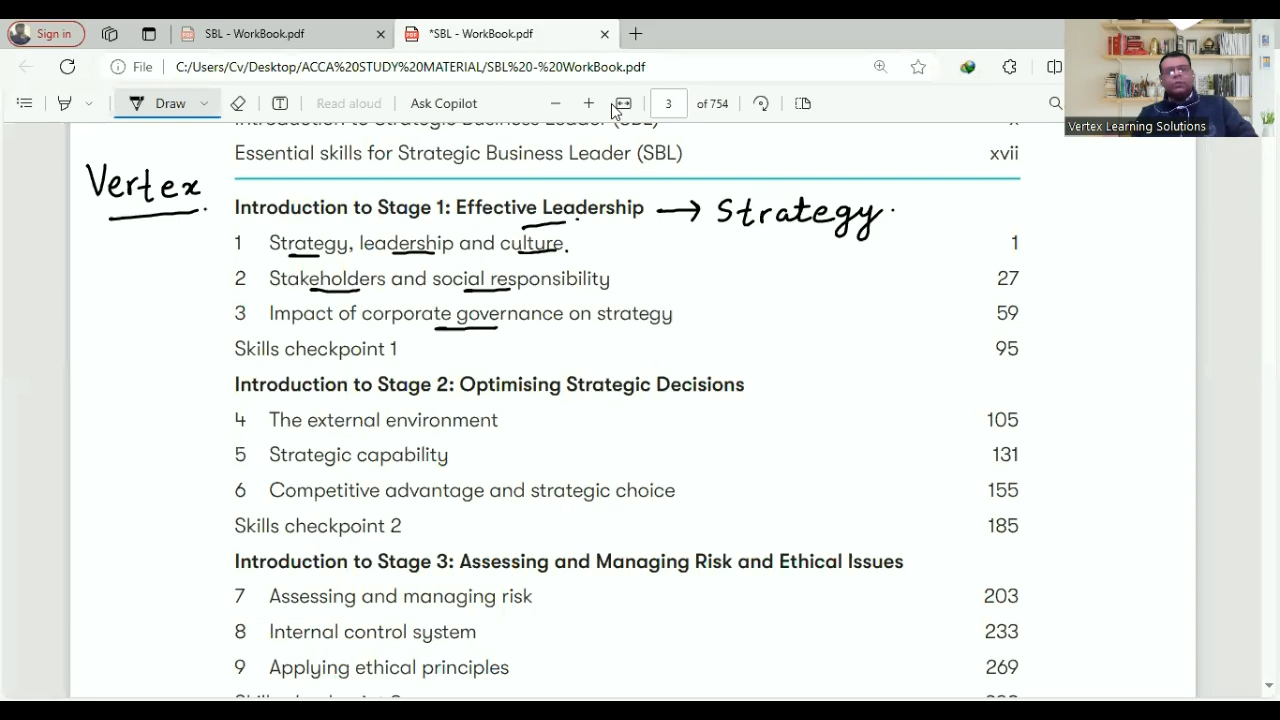 Sign in
SBL - WorkBook.pdf
*SBL - WorkBook.pdf
File
C:/Users/Cv/Desktop/ACCA%20STUDY%20MATERIAL/SBL%20-%20WorkBook.pdf
Draw
Read aloud
Ask Copilot
3
of 754
Vertex Learning Solutions
Introduction to Strategic Business Leader (SBL) x
Essential skills for Strategic Business Leader (SBL) xvii
Vertex
Introduction to Stage 1: Effective Leadership → Strategy
1 Strategy, leadership and culture 1
2 Stakeholders and social responsibility 27
3 Impact of corporate governance on strategy 59
Skills checkpoint 1 95
Introduction to Stage 2: Optimising Strategic Decisions
4 The external environment 105
5 Strategic capability 131
6 Competitive advantage and strategic choice 155
Skills checkpoint 2 185
Introduction to Stage 3: Assessing and Managing Risk and Ethical Issues
7 Assessing and managing risk 203
8 Internal control system 233
9 Applying ethical principles 269